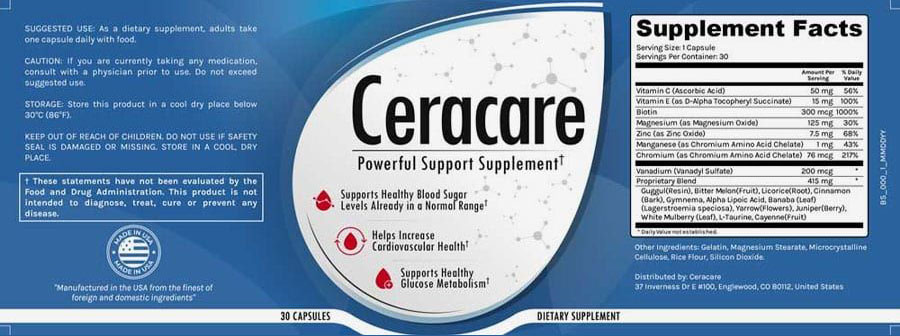 SUGGESTED USE: As a dietary supplement, adults take
one capsule daily with food.
CAUTION: If you are currently taking any medication,
consult with a physician prior to use. Do not exceed
suggested use.
STORAGE: Store this product in a cool dry place below
30°C (86°F).
KEEP OUT OF REACH OF CHILDREN. DO NOT USE IF SAFETY
SEAL IS DAMAGED OR MISSING. STORE IN A COOL, DRY
PLACE.
† These statements have not been evaluated by the
Food and Drug Administration. This product is not
intended to diagnose, treat, cure or prevent any
disease.
MADE IN USA
MADE IN USA
MADE IN USA
"Manufactured in the USA from the finest of
foreign and domestic ingredients"
Ceracare
Powerful Support Supplement†
Supports Healthy Blood Sugar
Levels Already in a Normal Range†
Helps Increase
Cardiovascular Health†
Supports Healthy
Glucose Metabolism†
30 CAPSULES
DIETARY SUPPLEMENT
Supplement Facts
Serving Size: 1 Capsule
Servings Per Container: 30
Amount Per Serving % Daily Value
Vitamin C (Ascorbic Acid) 50 mg 56%
Vitamin E (as D-Alpha Tocopheryl Succinate) 15 mg 100%
Biotin 300 mcg 1000%
Magnesium (as Magnesium Oxide) 125 mg 30%
Zinc (as Zinc Oxide) 7.5 mg 68%
Manganese (as Chromium Amino Acid Chelate) 1 mg 43%
Chromium (as Chromium Amino Acid Chelate) 76 mcg 217%
Vanadium (Vanadyl Sulfate) 200 mcg *
Proprietary Blend 415 mg *
(Guggul(Resin), Bitter Melon(Fruit), Licorice(Root), Cinnamon
(Bark), Gymnema, Alpha Lipoic Acid, Banaba (Leaf)
(Lagerstroemia speciosa), Yarrow(Flowers), Juniper(Berry),
White Mulberry (Leaf), L-Taurine, Cayenne(Fruit)
* Daily Value not established.
Other Ingredients: Gelatin, Magnesium Stearate, Microcrystalline
Cellulose, Rice Flour, Silicon Dioxide.
Distributed by: Ceracare
37 Inverness Dr E #100, Englewood, CO 80112, United States
BS_000_1_MMDDYY